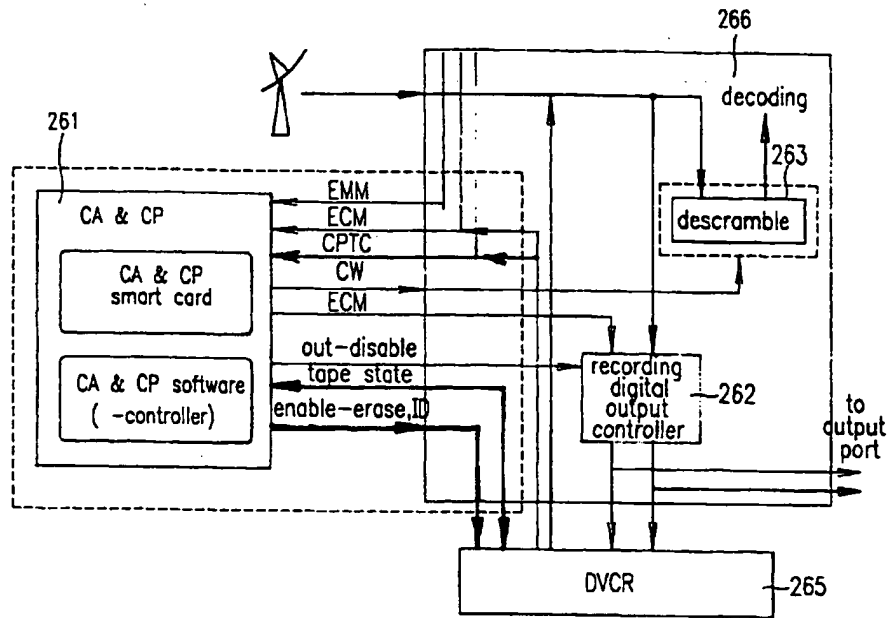 266
decoding
261
263
EMM
CA & CP
ECM
descramble
CPTC
CA & CP
smart card
CW
ECM
out-disable
tape state
recording
digital
output
controller
262
CA & CP software
( -controller)
enable-erase,ID
to
output
port
DVCR
265